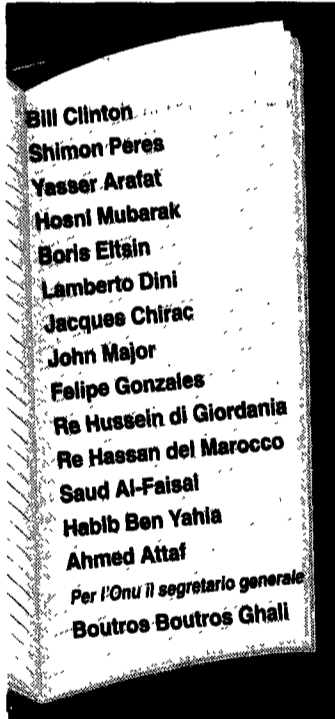 Bill Clinton
Shimon Peres
Yasser Arafat
Hosni Mubarak
Boris Eltsin
Lamberto Dini
Jacques Chirac
John Major
Felipe Gonzales
Re Hussein di Giordania
Re Hassan del Marocco
Saud Al-Faisal
Habib Ben Yahia
Ahmed Attaf
Per l'Onu il segretario generale
Boutros Boutros Ghali